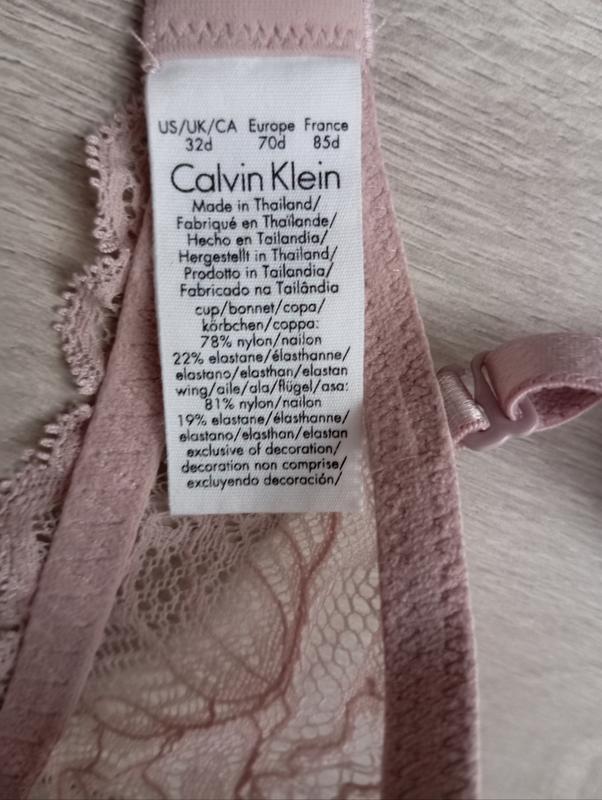 US/UK/CA Europe France
32d 70d 85d
Calvin Klein
Made in Thailand/
Fabriqué en Thaïlande/
Hecho en Tailandia/
Hergestellt in Thailand/
Prodotto in Tailandia/
Fabricado na Tailândia
cup/bonnet/copa/
körbchen/coppa:
78% nylon/nailon
22% elastane/élasthanne/
elastano/elasthan/elastan
wing/aile/ala/flügel/asa:
81% nylon/nailon
19% elastane/élasthanne/
elastano/elasthan/elastan
exclusive of decoration/
decoration non comprise/
excluyendo decoración/